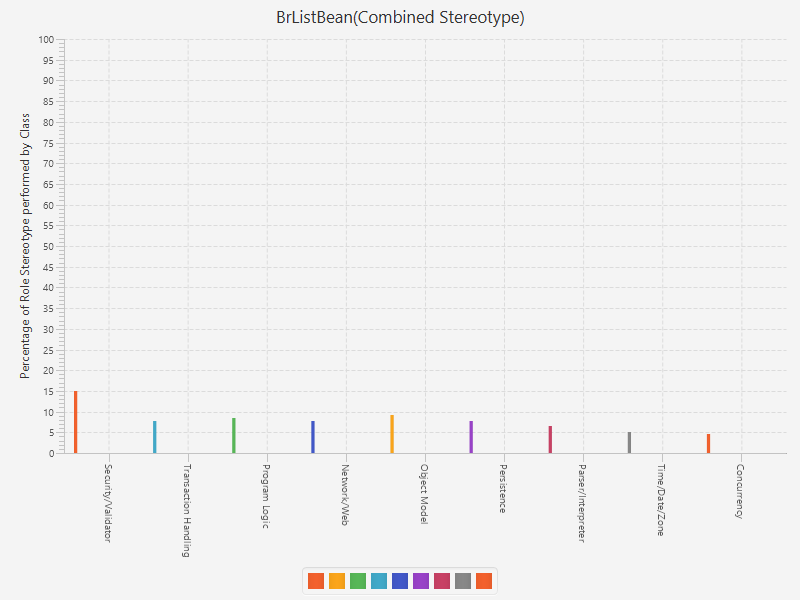 BrListBean(Combined Stereotype)
Percentage of Role Stereotype performed by Class
100
95
90
85
80
75
70
65
60
55
50
45
40
35
30
25
20
15
10
5
0
Security/Validator
Transaction Handling
Program Logic
Network/Web
Object Model
Persistence
Parser/Interpreter
Time/Date/Zone
Concurrency